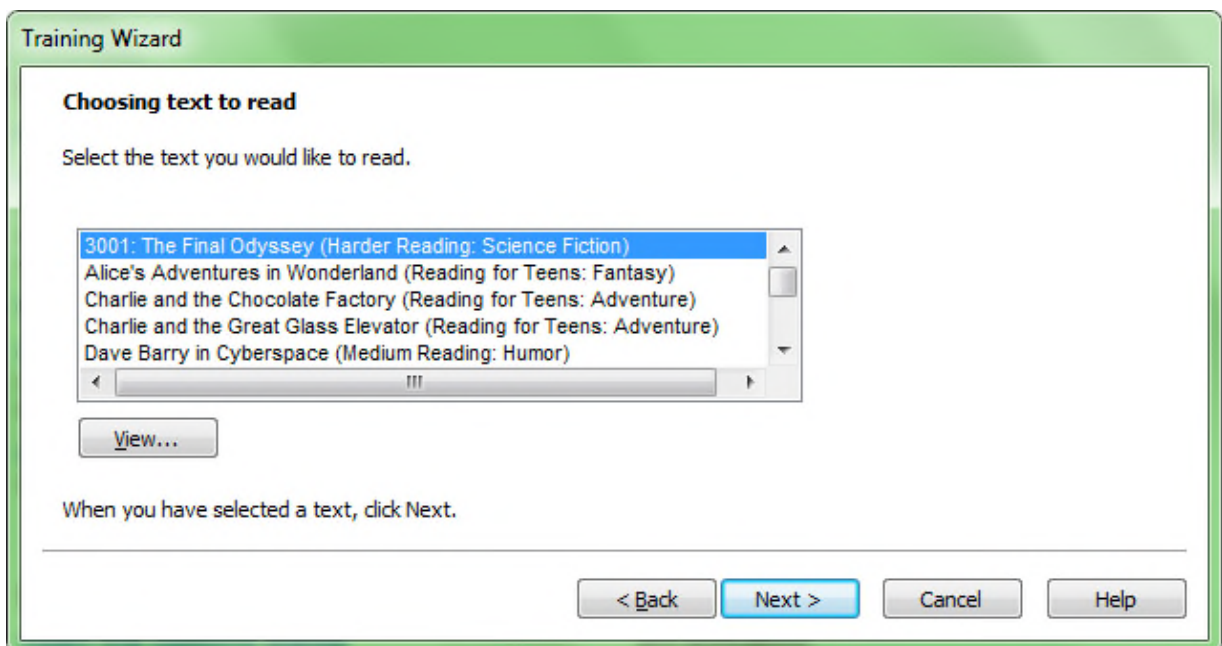 Training Wizard
Choosing text to read
Select the text you would like to read.
3001: The Final Odyssey (Harder Reading: Science Fiction)
Alice's Adventures in Wonderland (Reading for Teens: Fantasy)
Charlie and the Chocolate Factory (Reading for Teens: Adventure)
Charlie and the Great Glass Elevator (Reading for Teens: Adventure)
Dave Barry in Cyberspace (Medium Reading: Humor)
View...
When you have selected a text, click Next.
< Back Next > Cancel Help